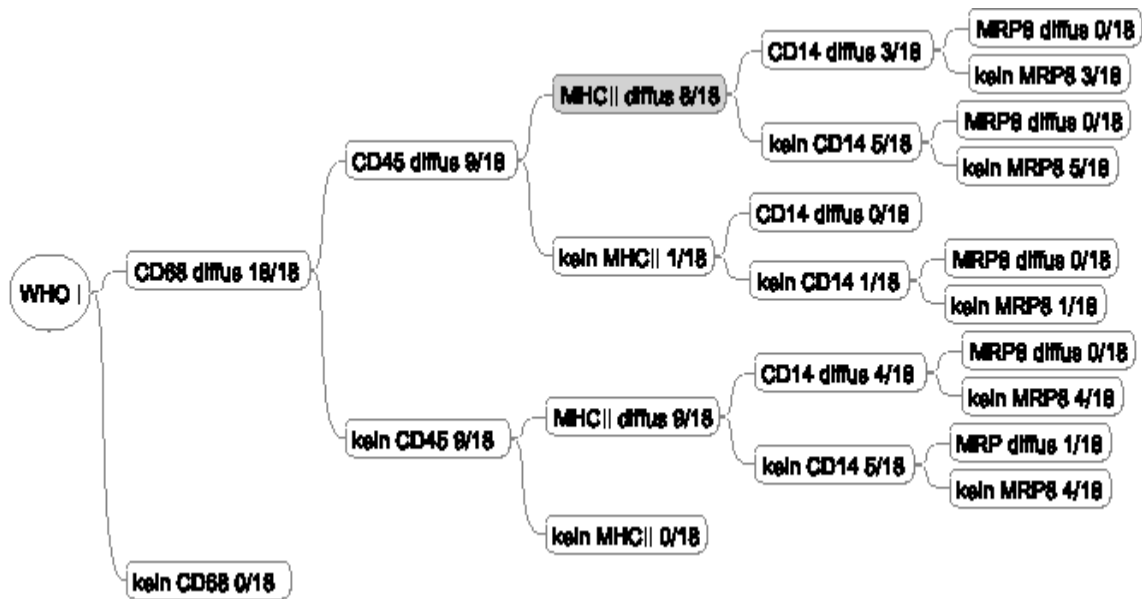 WHO I
CD68 diffus 18/18
kein CD68 0/18
CD45 diffus 9/18
kein CD45 9/18
MHCII diffus 8/18
kein MHCII 1/18
MHCII diffus 9/18
kein MHCII 0/18
CD14 diffus 3/18
kein CD14 5/18
CD14 diffus 0/18
kein CD14 1/18
CD14 diffus 4/18
kein CD14 5/18
MRP8 diffus 0/18
kein MRP8 3/18
MRP8 diffus 0/18
kein MRP8 5/18
MRP8 diffus 0/18
kein MRP8 1/18
MRP8 diffus 0/18
kein MRP8 4/18
MRP diffus 1/18
kein MRP8 4/18